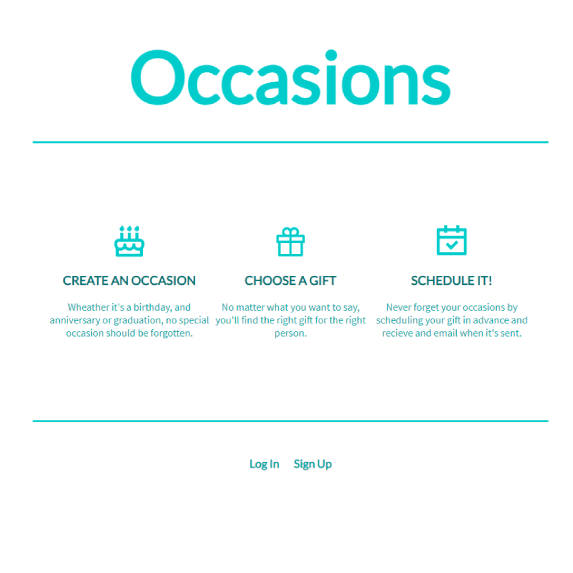 Occasions
CREATE AN OCCASION
Wheather it's a birthday, and
anniversary or graduation, no special
occasion should be forgotten.
CHOOSE A GIFT
No matter what you want to say,
you'll find the right gift for the right
person.
SCHEDULE IT!
Never forget your occasions by
scheduling your gift in advance and
recieve and email when it's sent.
Log In
Sign Up